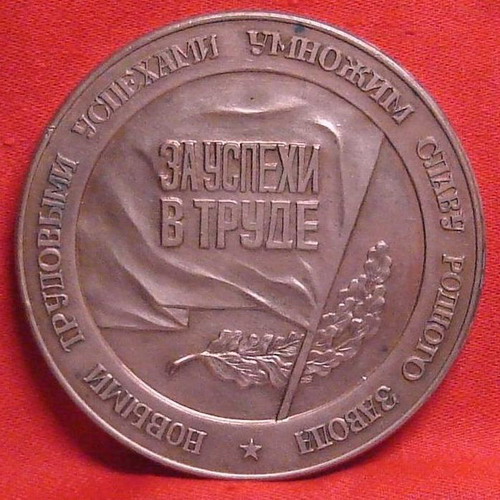 НОВЫМИ ТРУДОВЫМИ УСПЕХАМИ УМНОЖИМ СЛАВУ РОДНОГО ЗАВОДА
ЗА УСПЕХИ
В ТРУДЕ